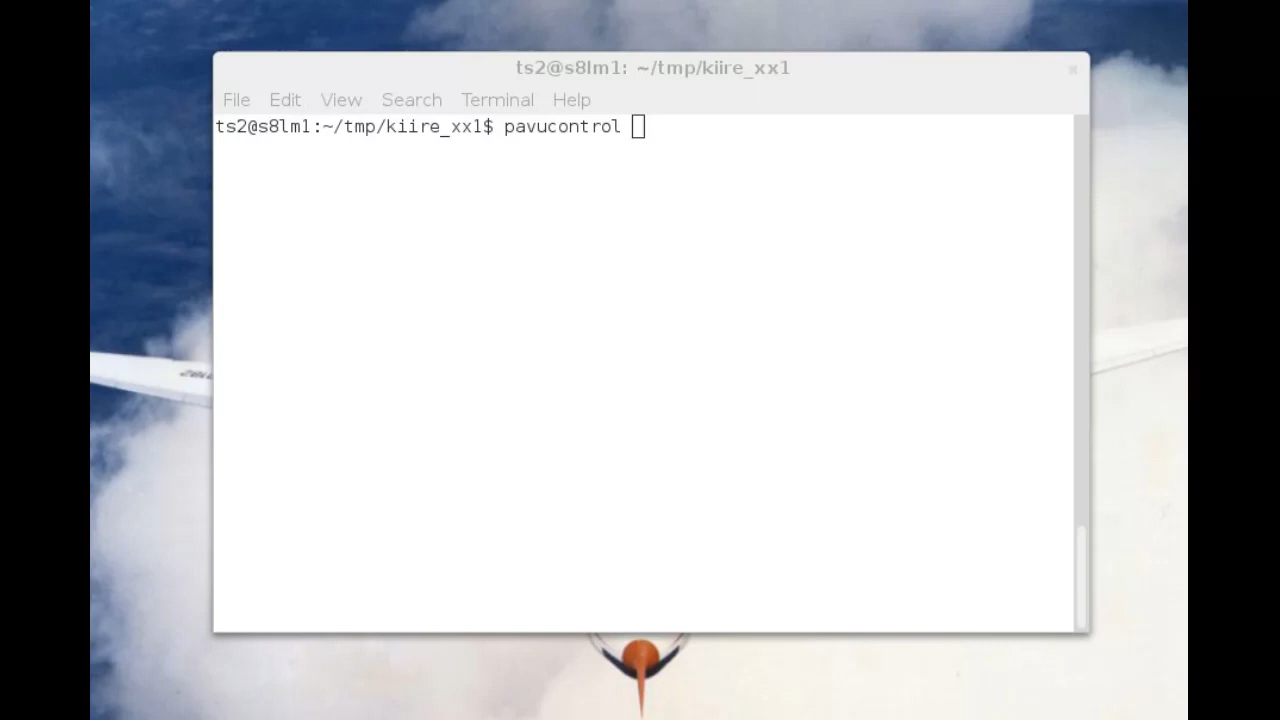 ts2@s8lm1: ~/tmp/kiire_xx1
File Edit View Search Terminal Help
ts2@s8lm1:~/tmp/kiire_xx1$ pavucontrol